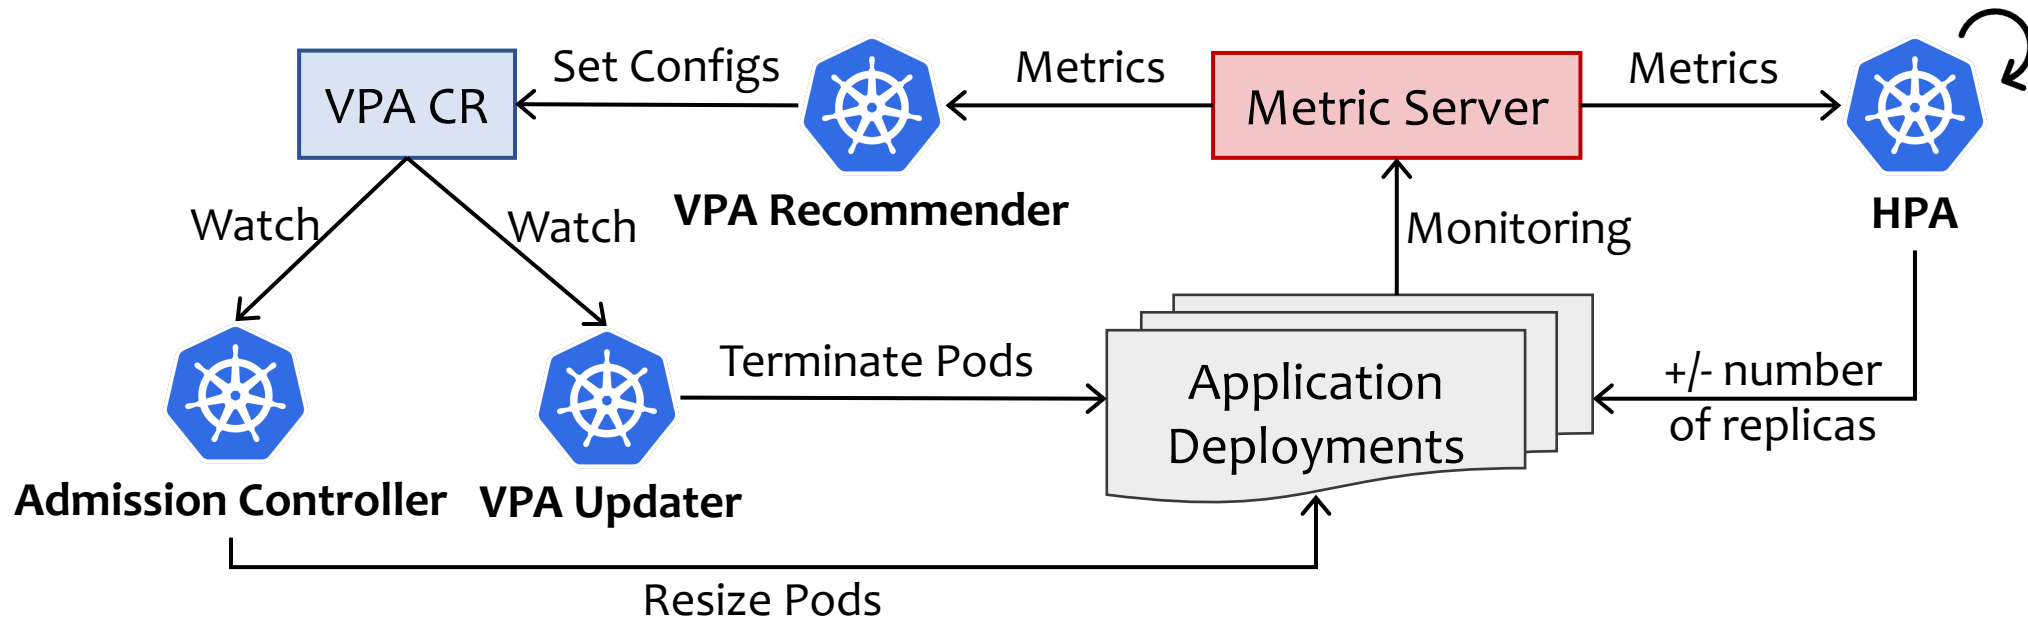 VPA CR
Set Configs
Metrics
Metric Server
Metrics
VPA Recommender
HPA
Watch
Watch
Monitoring
Terminate Pods
Application
Deployments
+/- number
of replicas
Admission Controller
VPA Updater
Resize Pods